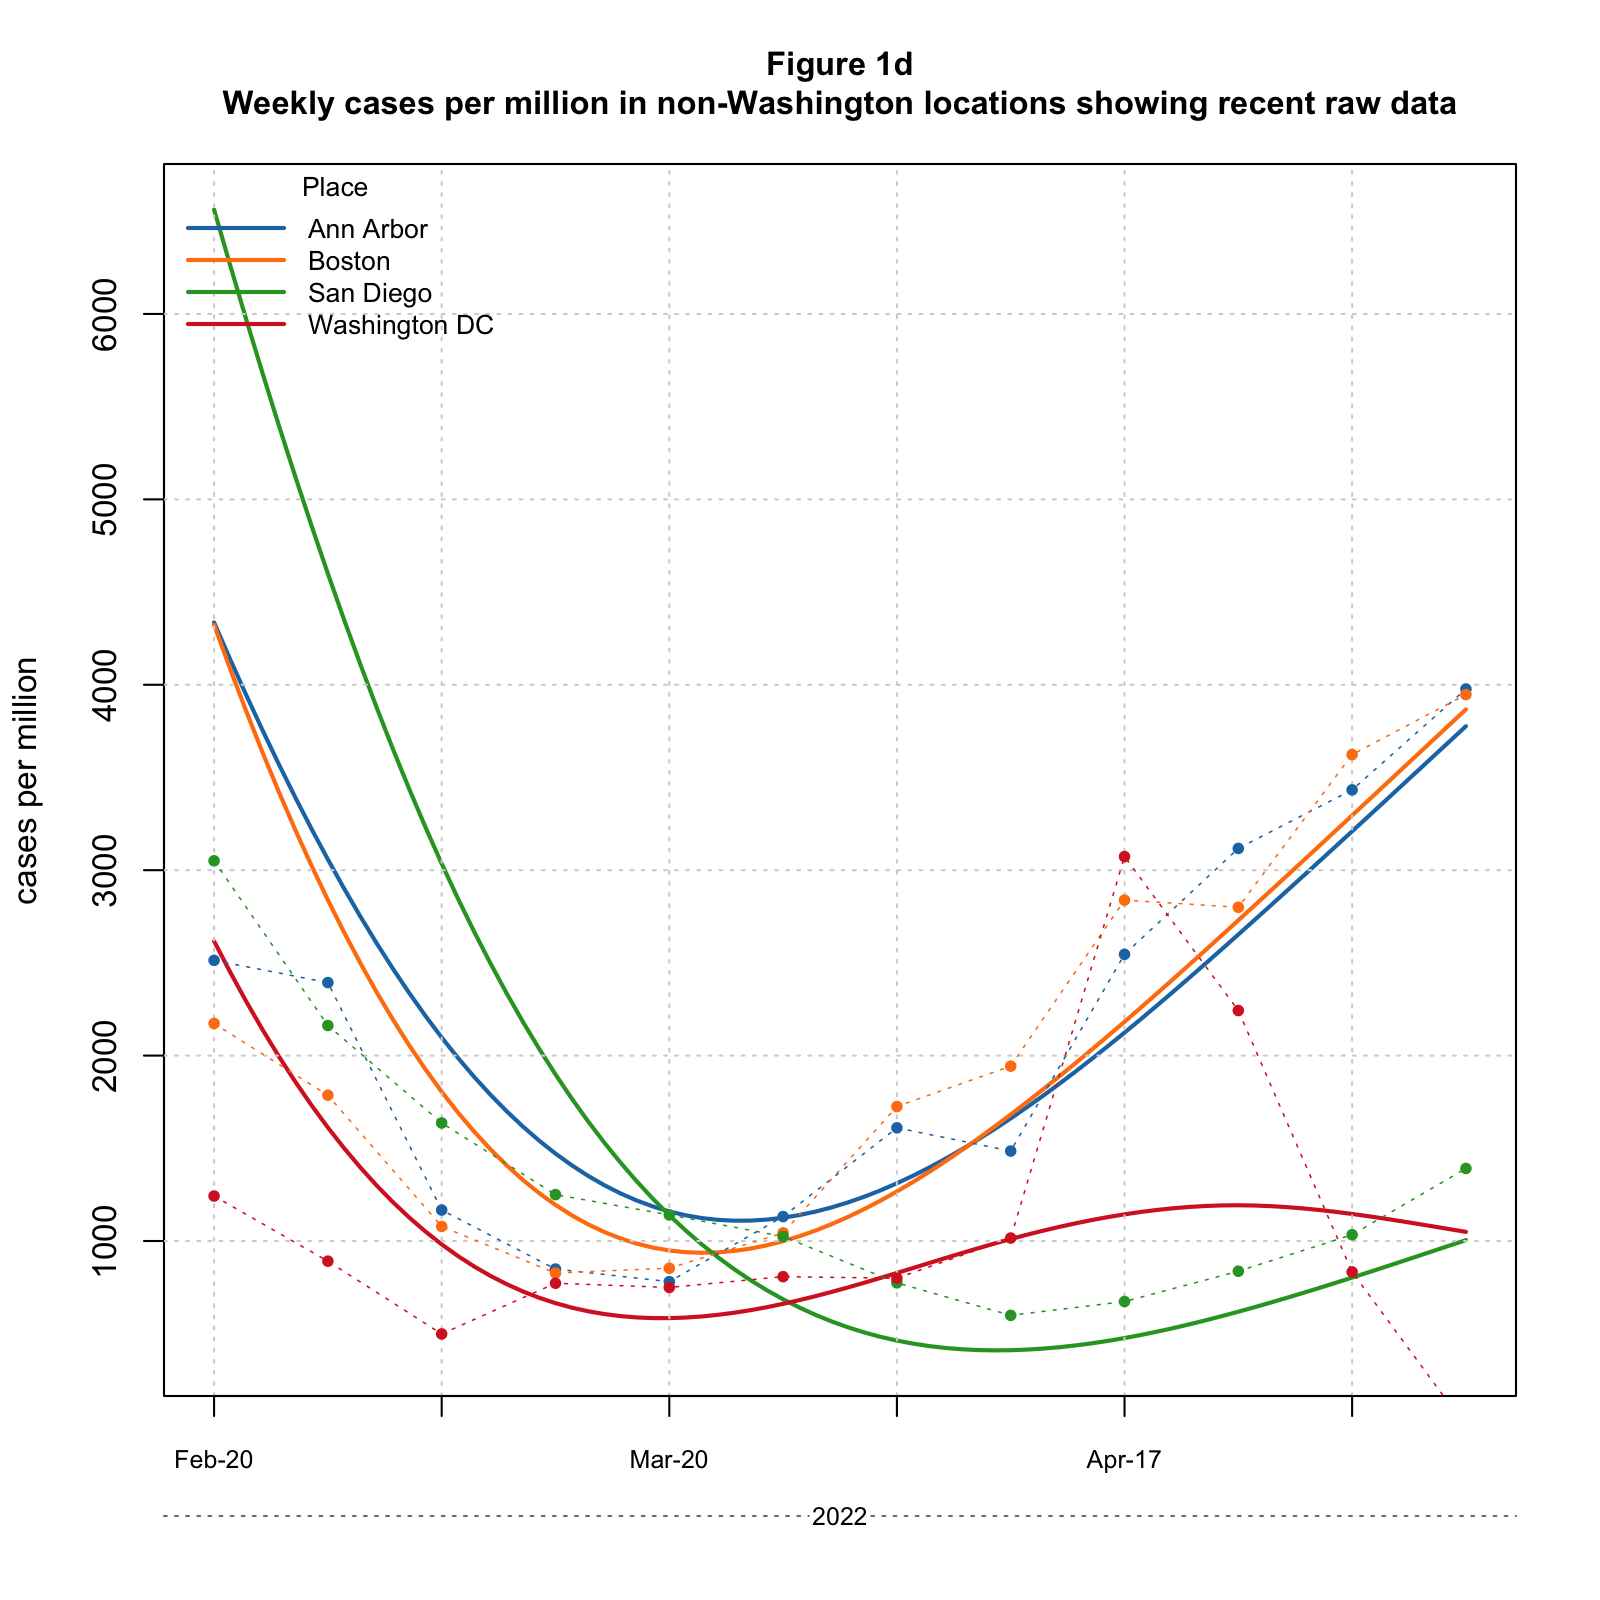 Figure 1d
Weekly cases per million in non-Washington locations showing recent raw data
Place
Ann Arbor
Boston
San Diego
Washington DC
cases per million
6000
5000
4000
3000
2000
1000
Feb-20
Mar-20
Apr-17
2022